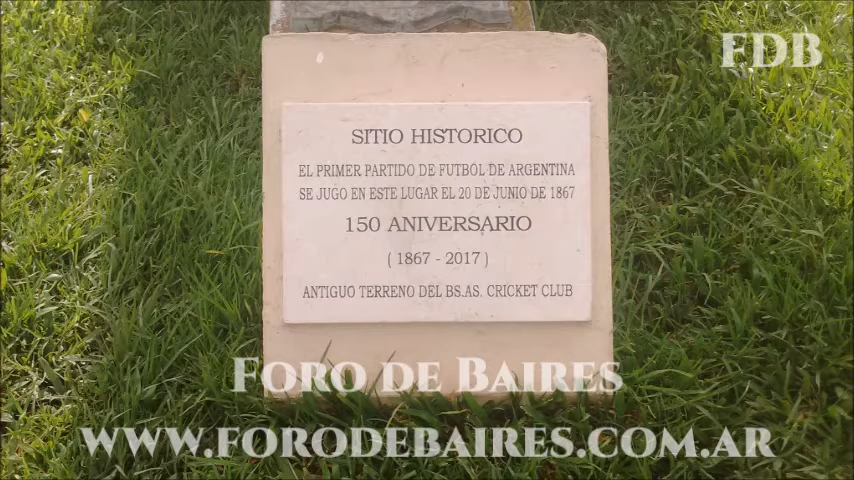 FDB
SITIO HISTORICO
EL PRIMER PARTIDO DE FUTBOL DE ARGENTINA
SE JUGO EN ESTE LUGAR EL 20 DE JUNIO DE 1867
150 ANIVERSARIO
( 1867 - 2017 )
ANTIGUO TERRENO DEL BS.AS. CRICKET CLUB
FORO DE BAIRES
WWW.FORODEBAIRES.COM.AR